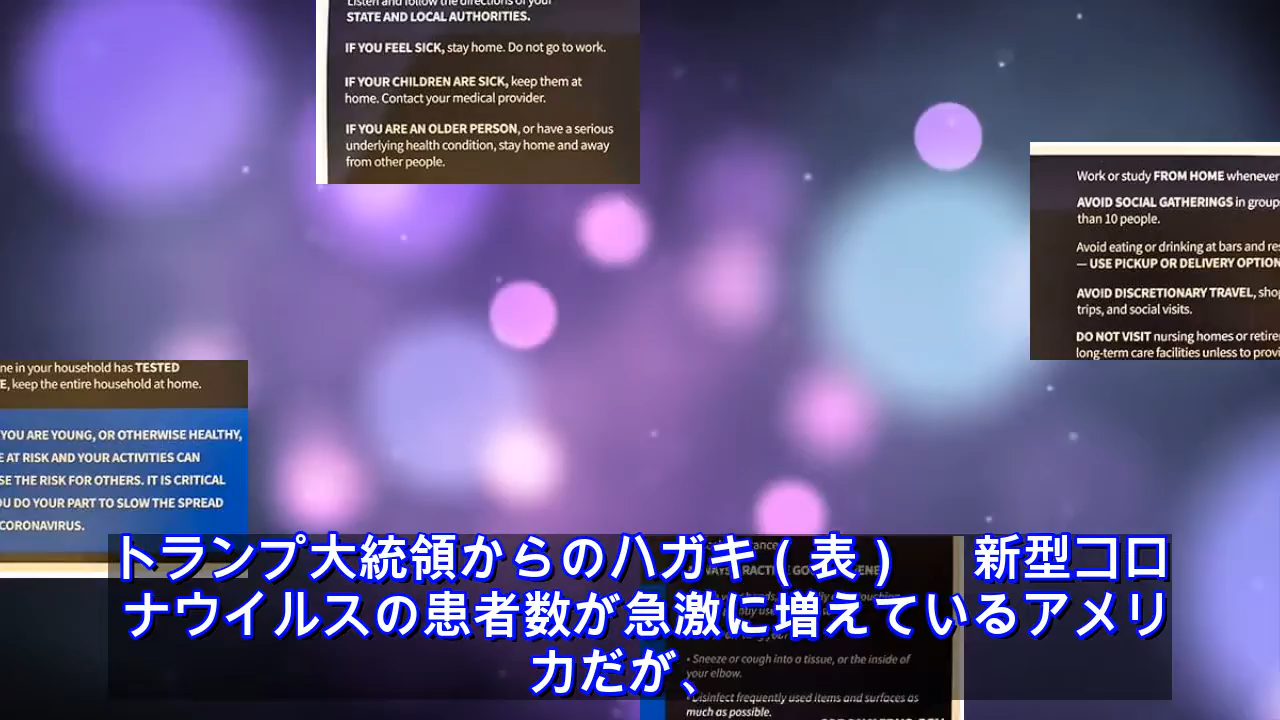 Listen and follow the directions of your
STATE AND LOCAL AUTHORITIES.
IF YOU FEEL SICK, stay home. Do not go to work.
IF YOUR CHILDREN ARE SICK, keep them at
home. Contact your medical provider.
IF YOU ARE AN OLDER PERSON, or have a serious
underlying health condition, stay home and away
from other people.
Work or study FROM HOME whenever
AVOID SOCIAL GATHERINGS in group
than 10 people.
Avoid eating or drinking at bars and res
— USE PICKUP OR DELIVERY OPTION
AVOID DISCRETIONARY TRAVEL, shop
trips, and social visits.
DO NOT VISIT nursing homes or retire
long-term care facilities unless to provi
ne in your household has TESTED
E, keep the entire household at home.
YOU ARE YOUNG, OR OTHERWISE HEALTHY,
E AT RISK AND YOUR ACTIVITIES CAN
SE THE RISK FOR OTHERS. IT IS CRITICAL
OU DO YOUR PART TO SLOW THE SPREAD
CORONAVIRUS.
トランプ大統領からのハガキ（表）　新型コロ
ナウイルスの患者数が急激に増えているアメリ
カだが、
• Sneeze or cough into a tissue, or the inside of
your elbow.
• Disinfect frequently used items and surfaces as
much as possible.